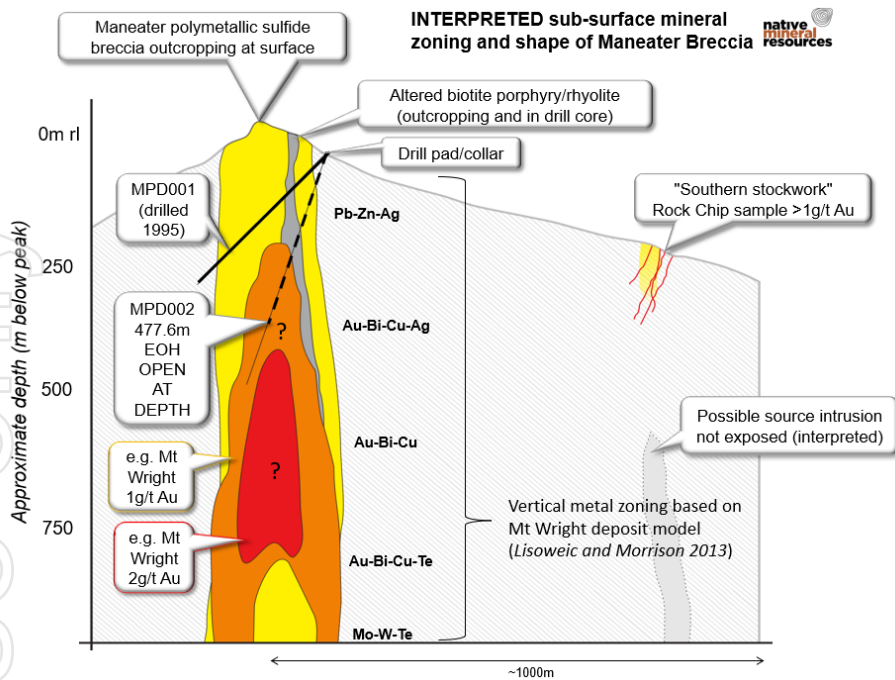 INTERPRETED sub-surface mineral
zoning and shape of Maneater Breccia
native
mineral
resources
Maneater polymetallic sulfide
breccia outcropping at surface
Altered biotite porphyry/rhyolite
(outcropping and in drill core)
Drill pad/collar
0m rl
250
500
750
Approximate depth (m below peak)
MPD001
(drilled
1995)
MPD002
477.6m
EOH
OPEN
AT
DEPTH
e.g. Mt
Wright
1g/t Au
e.g. Mt
Wright
2g/t Au
?
?
Pb-Zn-Ag
Au-Bi-Cu-Ag
Au-Bi-Cu
Au-Bi-Cu-Te
Mo-W-Te
"Southern stockwork"
Rock Chip sample >1g/t Au
Possible source intrusion
not exposed (interpreted)
Vertical metal zoning based on
Mt Wright deposit model
(Lisoweic and Morrison 2013)
~1000m